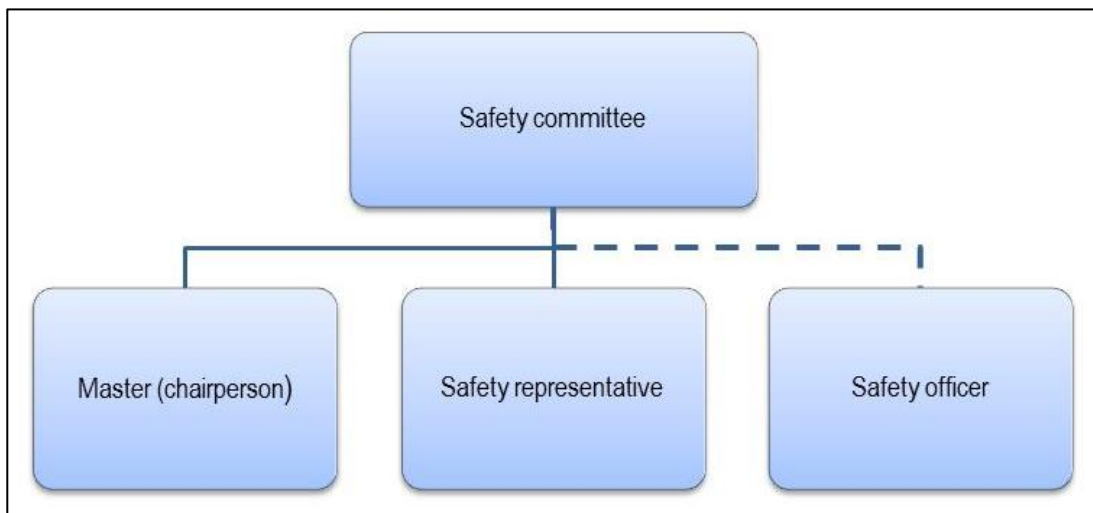 Safety committee
Master (chairperson)
Safety representative
Safety officer